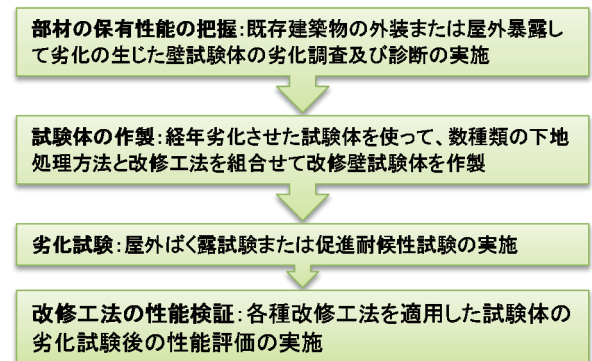 部材の保有性能の把握:既存建築物の外装または屋外暴露し
て劣化の生じた壁試験体の劣化調査及び診断の実施
試験体の作製:経年劣化させた試験体を使って、数種類の下地
処理方法と改修工法を組合せて改修壁試験体を作製
劣化試験:屋外ばく露試験または促進耐候性試験の実施
改修工法の性能検証:各種改修工法を適用した試験体の
劣化試験後の性能評価の実施